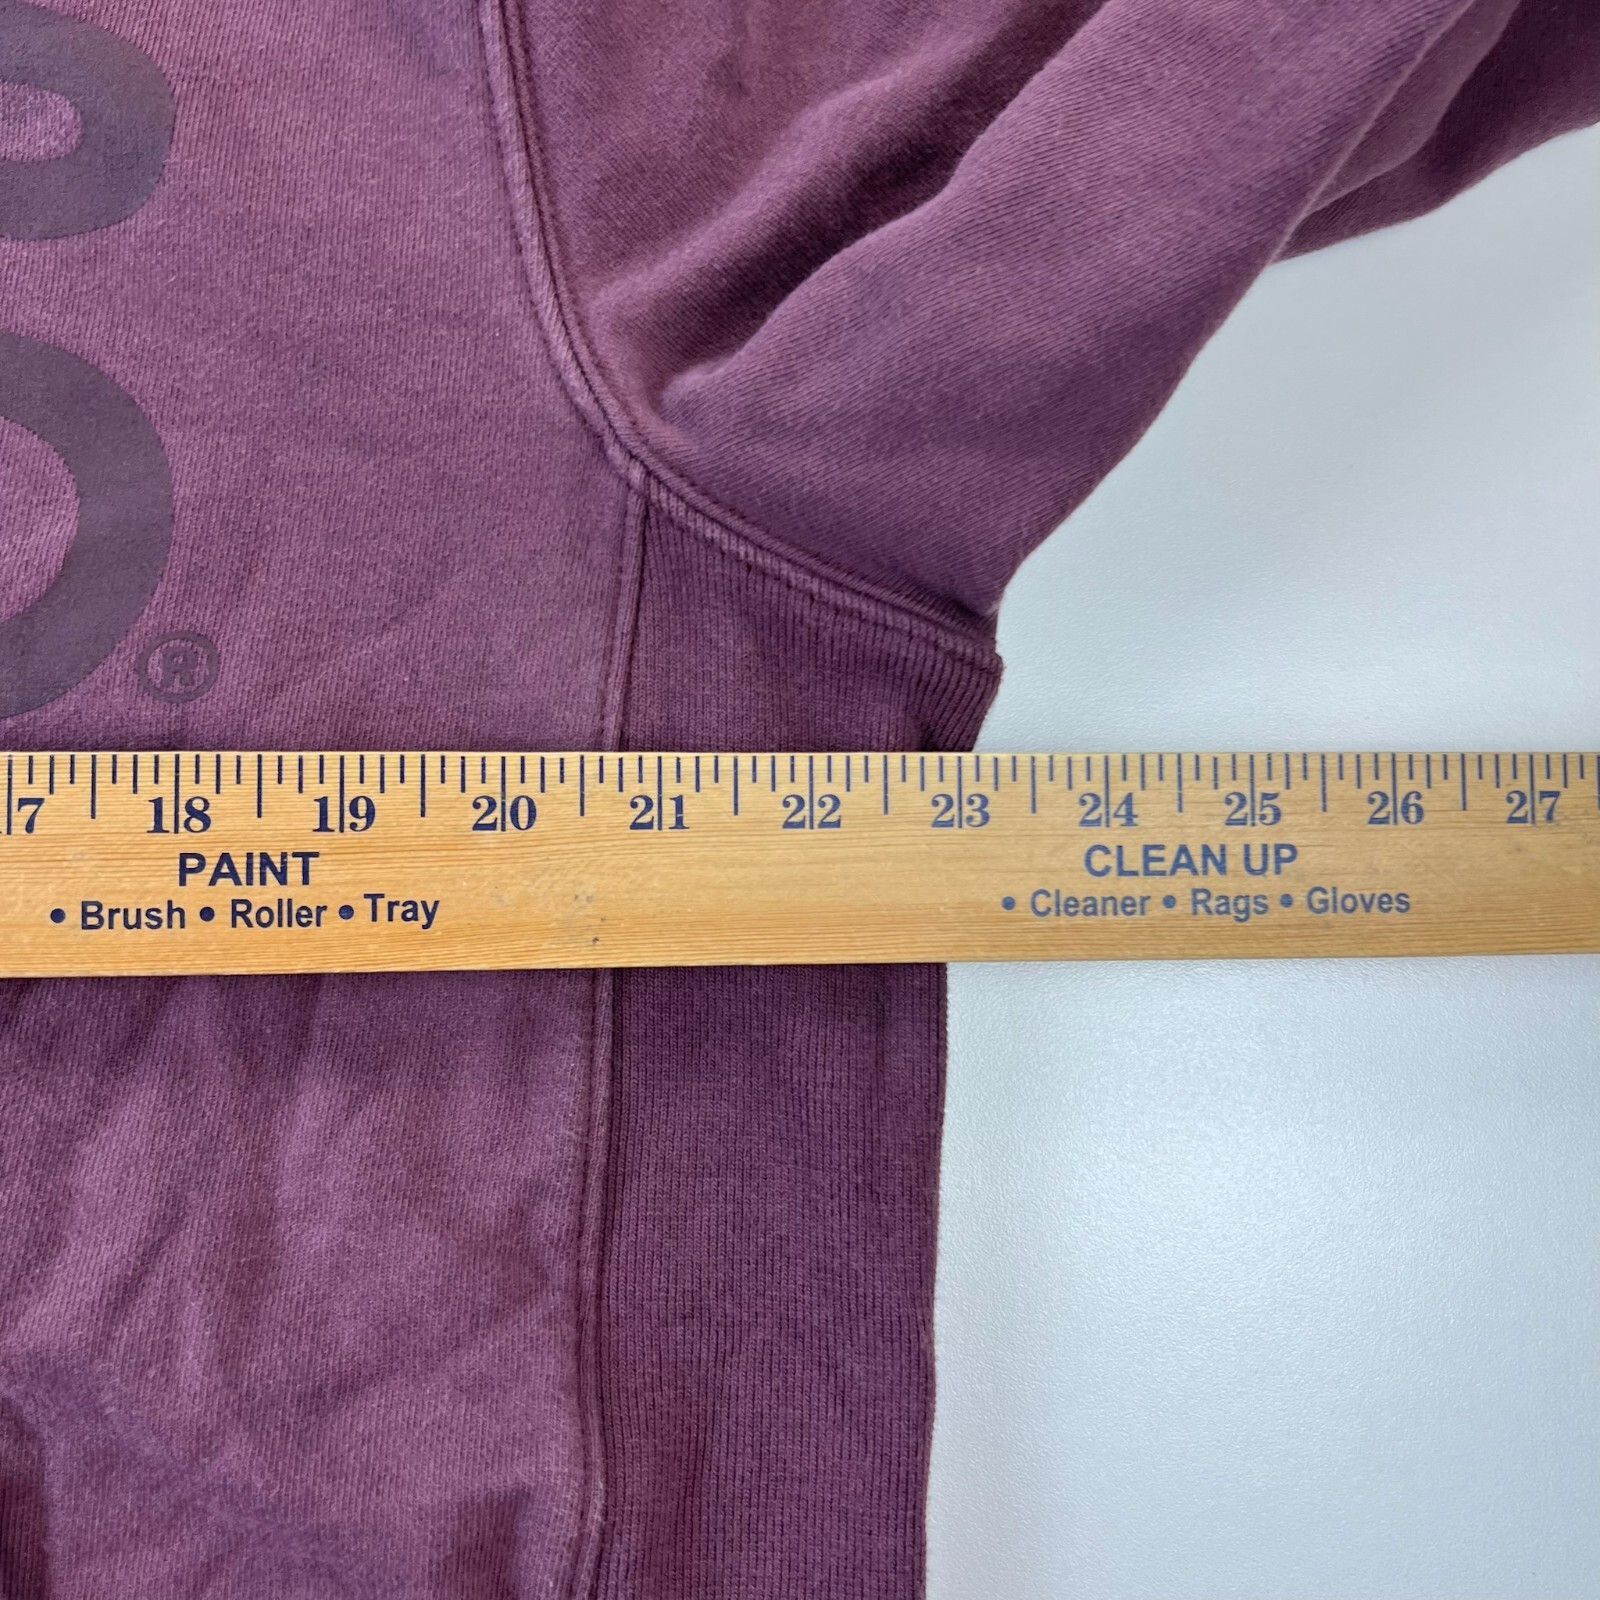 ®
7 18 19 20 21 22 23 24 25 26 27
PAINT
• Brush • Roller • Tray
CLEAN UP
• Cleaner • Rags • Gloves